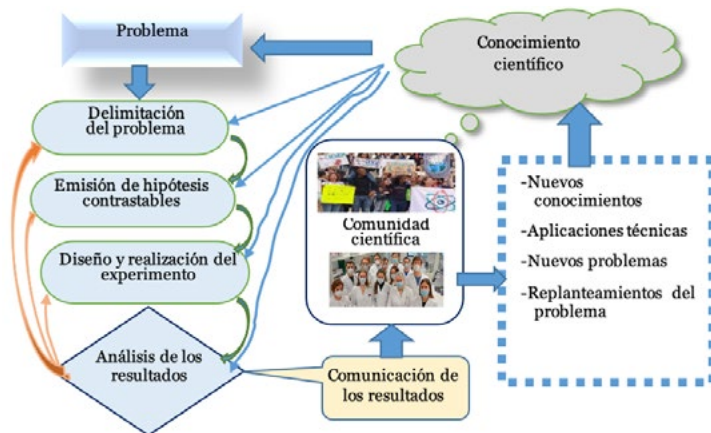 Problema
Conocimiento
científico
Delimitación
del problema
Emisión de hipótesis
contrastables
Diseño y realización del
experimento
Análisis de los
resultados
Comunicación de
los resultados
Comunidad
científica
-Nuevos
conocimientos
-Aplicaciones técnicas
-Nuevos problemas
-Replanteamientos del
problema